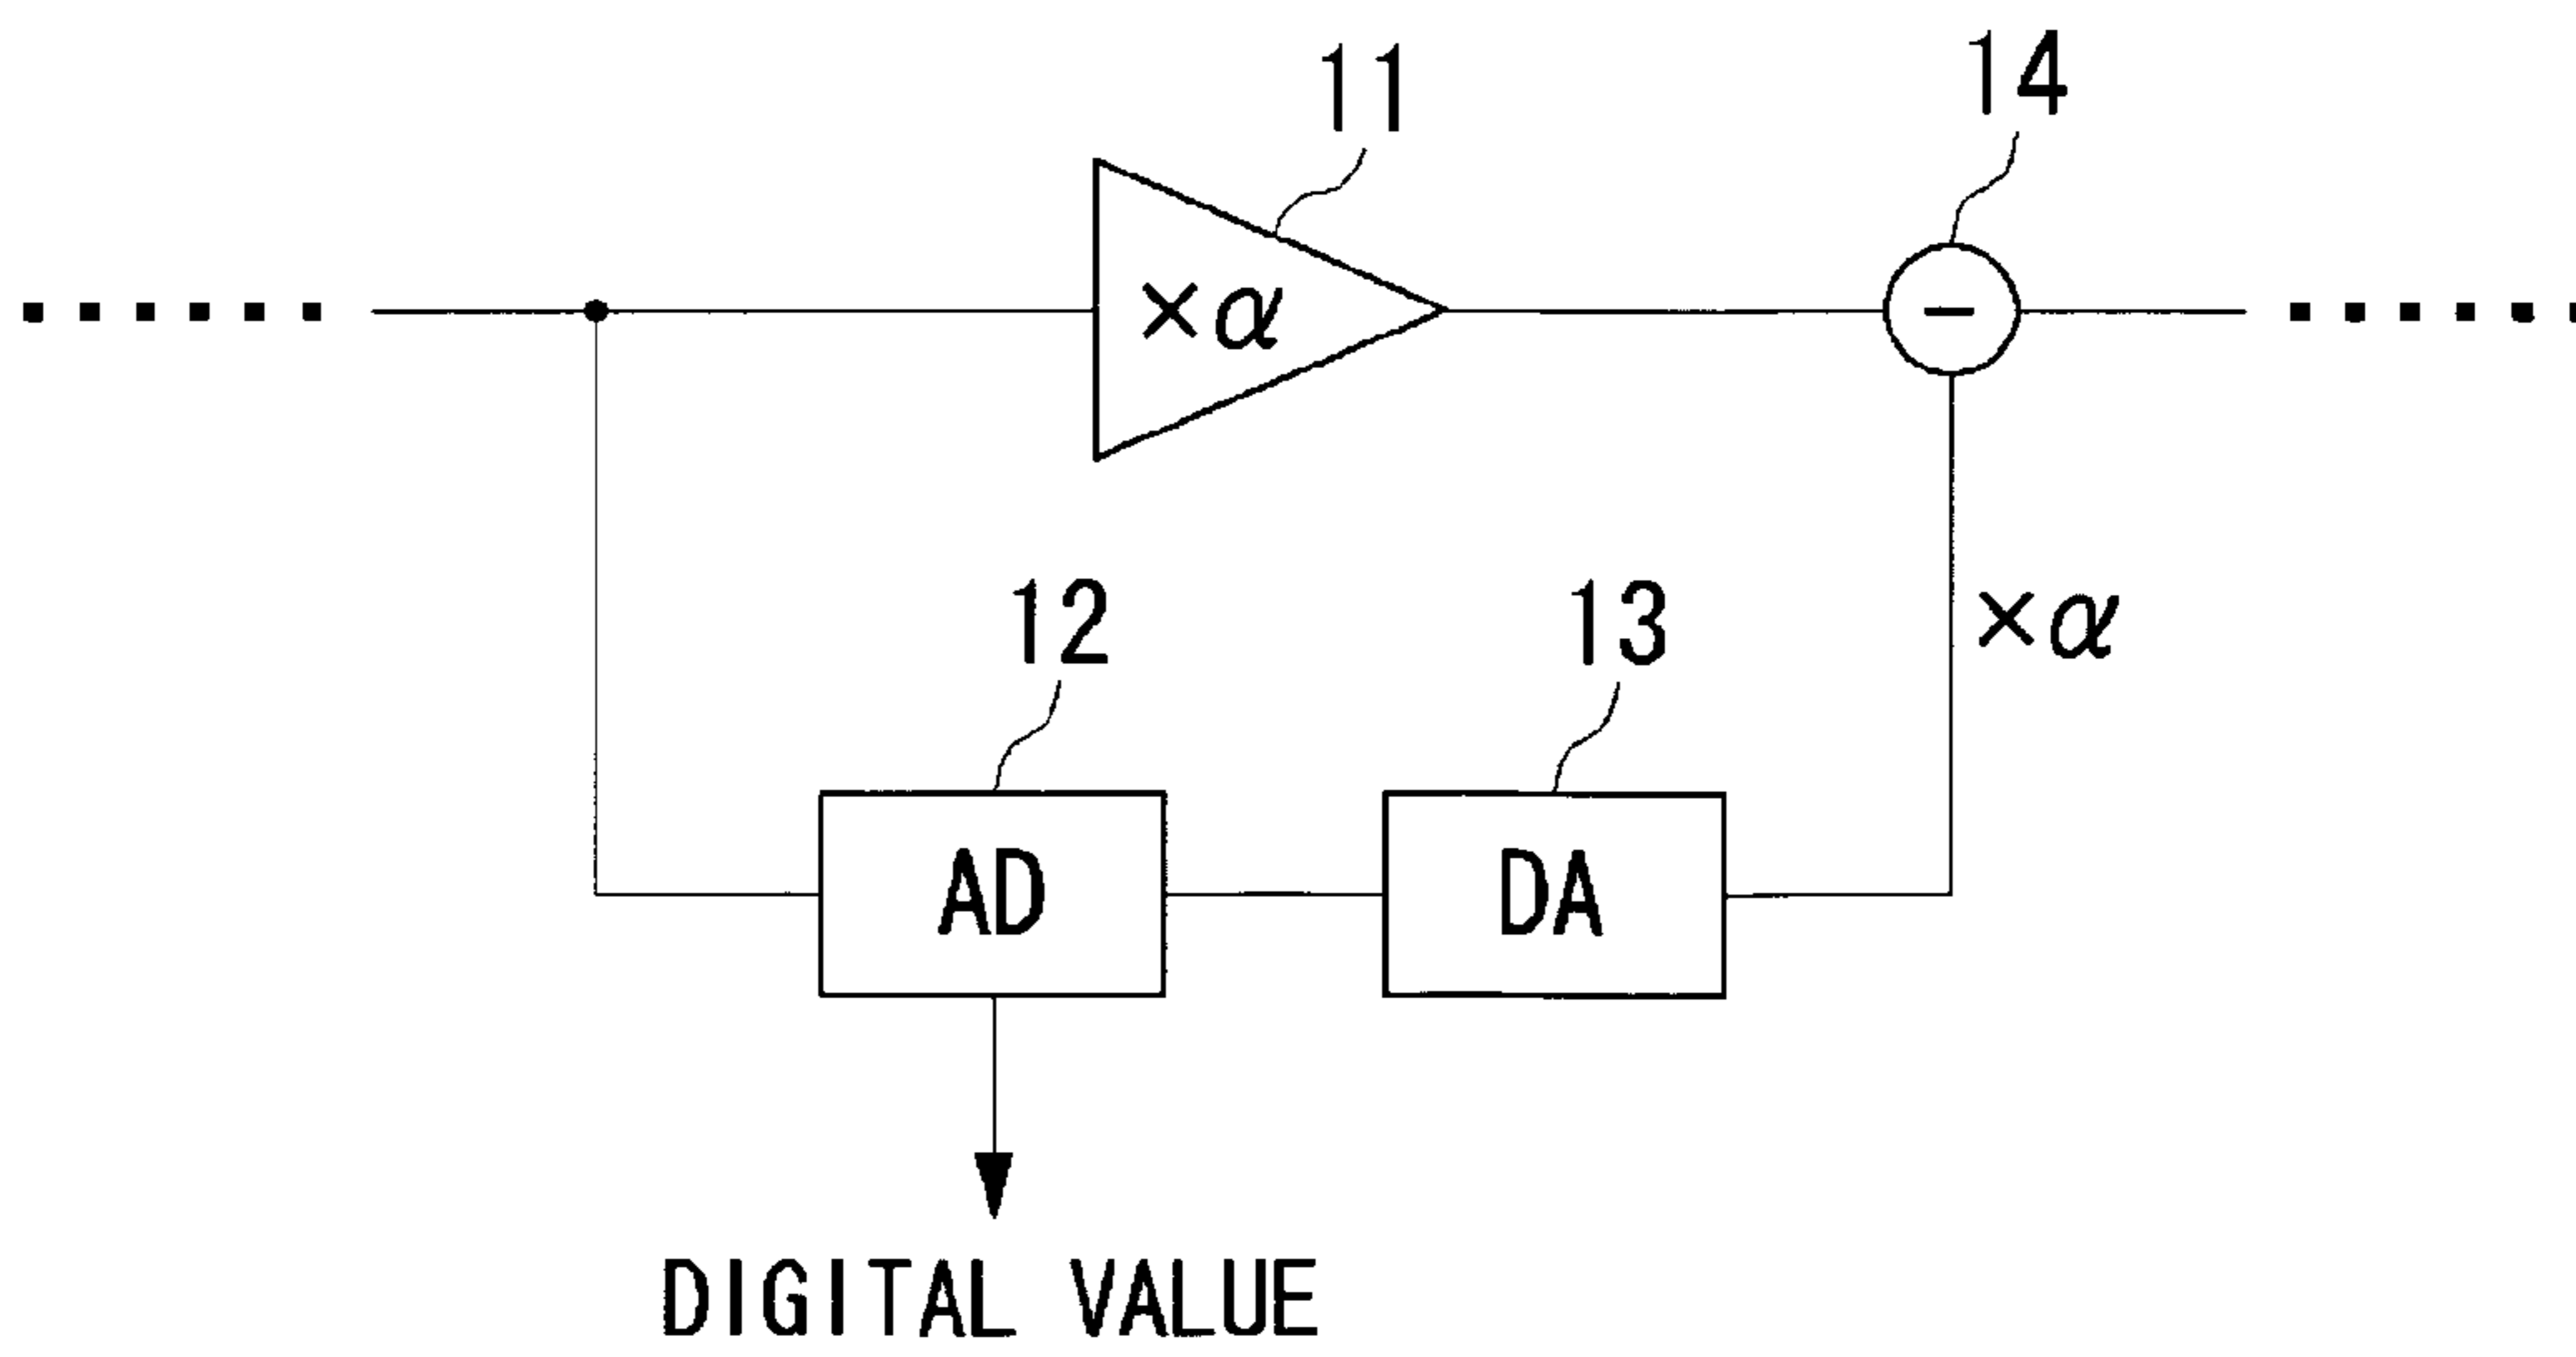 11
14
×α
−
12
13
×α
AD
DA
DIGITAL VALUE